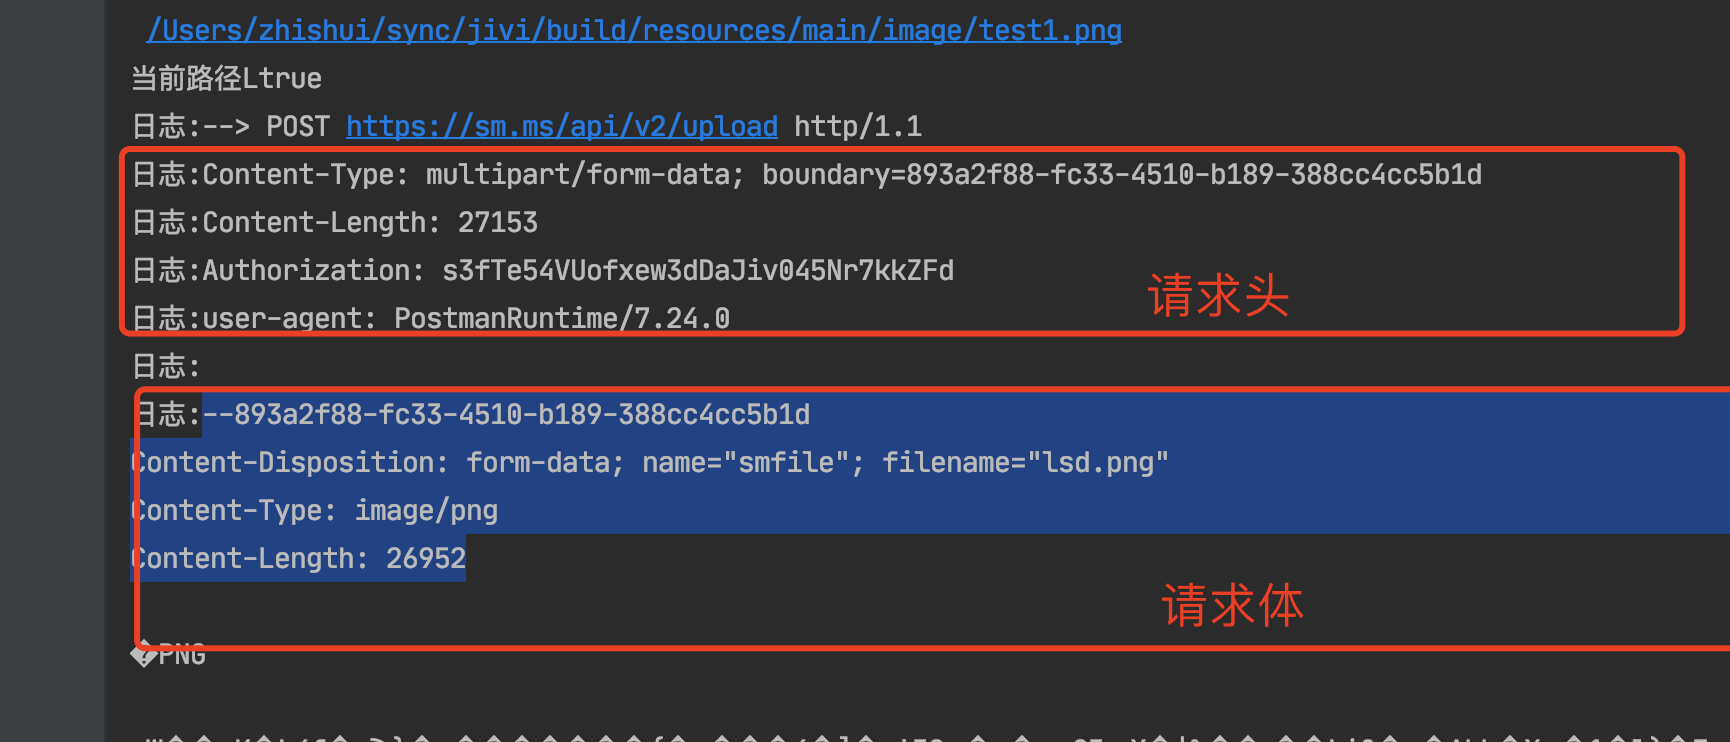 /Users/zhishui/sync/jivi/build/resources/main/image/test1.png
当前路径Ltrue
日志:--> POST https://sm.ms/api/v2/upload http/1.1
日志:Content-Type: multipart/form-data; boundary=893a2f88-fc33-4510-b189-388cc4cc5b1d
日志:Content-Length: 27153
日志:Authorization: s3fTe54VUofxew3dDaJiv045Nr7kkZFd
请求头
日志:user-agent: PostmanRuntime/7.24.0
日志:
日志:--893a2f88-fc33-4510-b189-388cc4cc5b1d
Content-Disposition: form-data; name="smfile"; filename="lsd.png"
Content-Type: image/png
Content-Length: 26952
请求体
�PNG